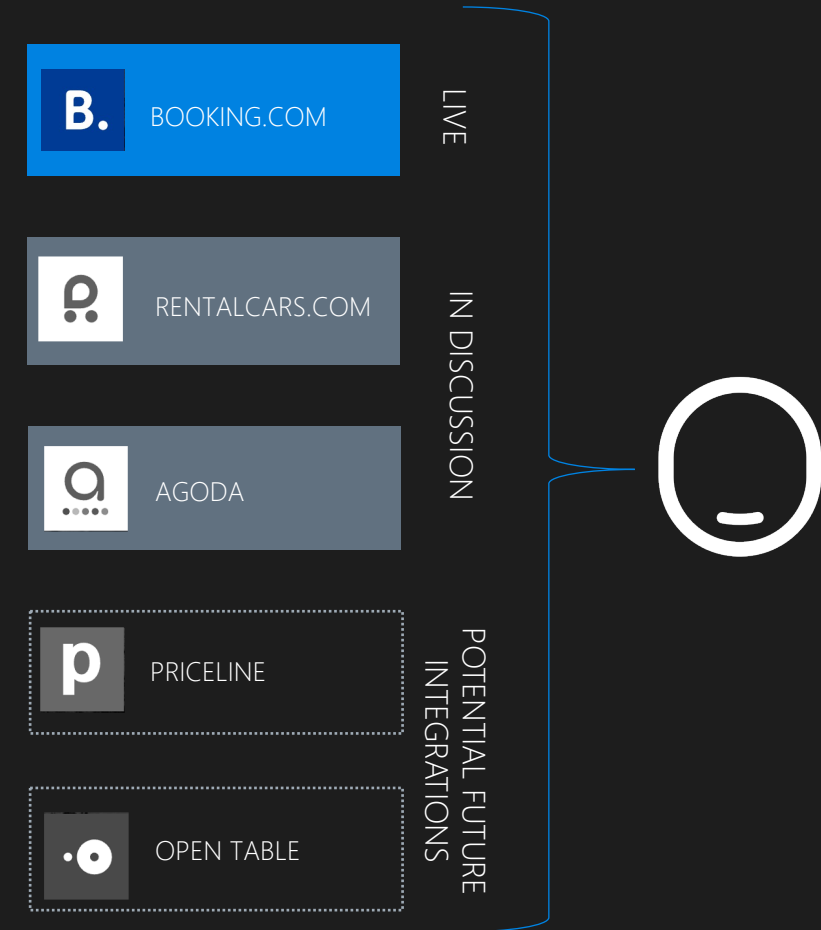 B.
BOOKING.COM
LIVE
RENTALCARS.COM
IN DISCUSSION
a
AGODA
p
PRICELINE
POTENTIAL FUTURE
INTEGRATIONS
OPEN TABLE